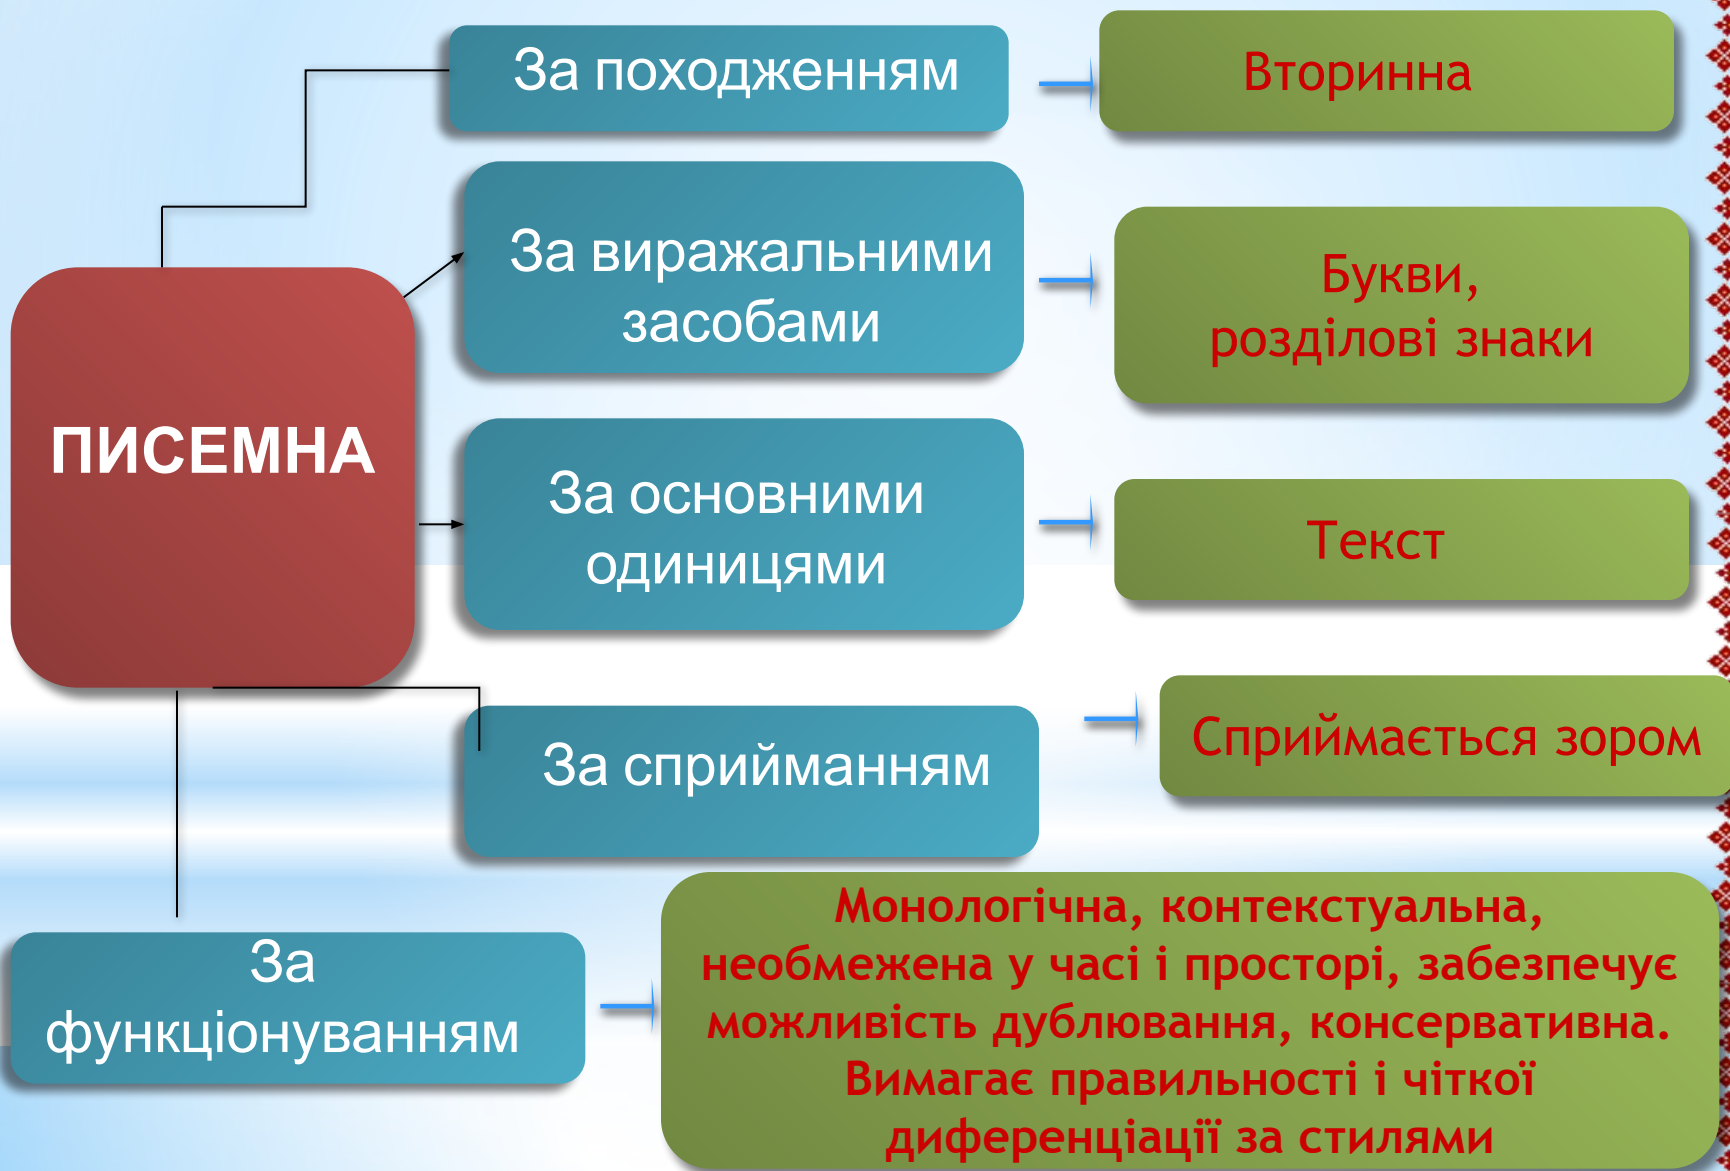 За походженням
Вторинна
За виражальними
засобами
Букви,
розділові знаки
ПИСЕМНА
За основними
одиницями
Текст
За сприйманням
Сприймається зором
За
функціонуванням
Монологічна, контекстуальна,
необмежена у часі і просторі, забезпечує
можливість дублювання, консервативна.
Вимагає правильності і чіткої
диференціації за стилями